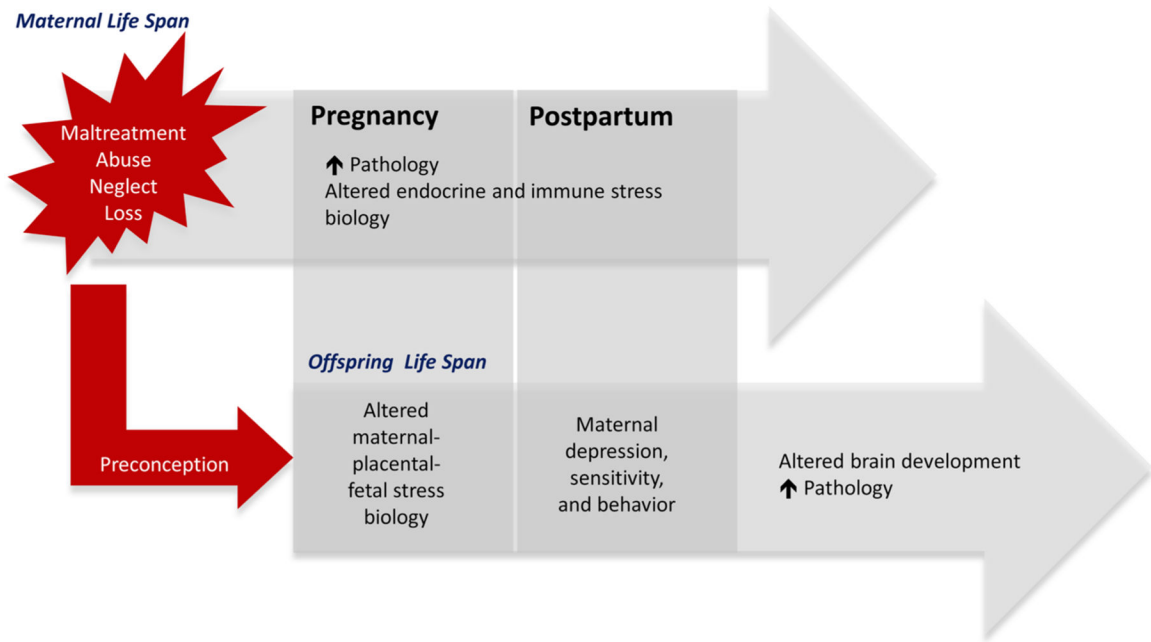 Maternal Life Span
Maltreatment
Abuse
Neglect
Loss
Pregnancy
Postpartum
↑ Pathology
Altered endocrine and immune stress
biology
Preconception
Offspring Life Span
Altered
maternal-
placental-
fetal stress
biology
Maternal
depression,
sensitivity,
and behavior
Altered brain development
↑ Pathology